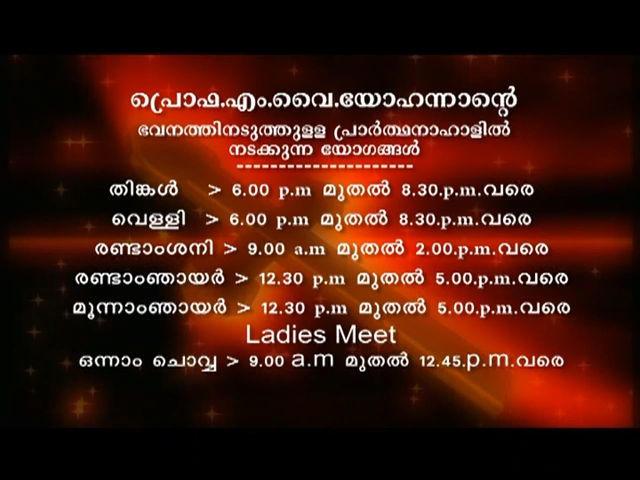 പ്രൊഫ.എം.വൈ.യോഹന്നാന്റെ
ഭവനത്തിനടുത്തുള്ള പ്രാർത്ഥനാഹാളിൽ
നടക്കുന്ന യോഗങ്ങൾ
----------------------
തിങ്കൾ > 6.00 p.m മുതൽ 8.30.p.m.വരെ
വെള്ളി > 6.00 p.m മുതൽ 8.30.p.m.വരെ
രണ്ടാംശനി > 9.00 a.m മുതൽ 2.00.p.m.വരെ
രണ്ടാംഞായർ > 12.30 p.m മുതൽ 5.00.p.m.വരെ
മൂന്നാംഞായർ > 12.30 p.m മുതൽ 5.00.p.m.വരെ
Ladies Meet
ഒന്നാം ചൊവ്വ > 9.00 a.m മുതൽ 12.45.p.m.വരെ